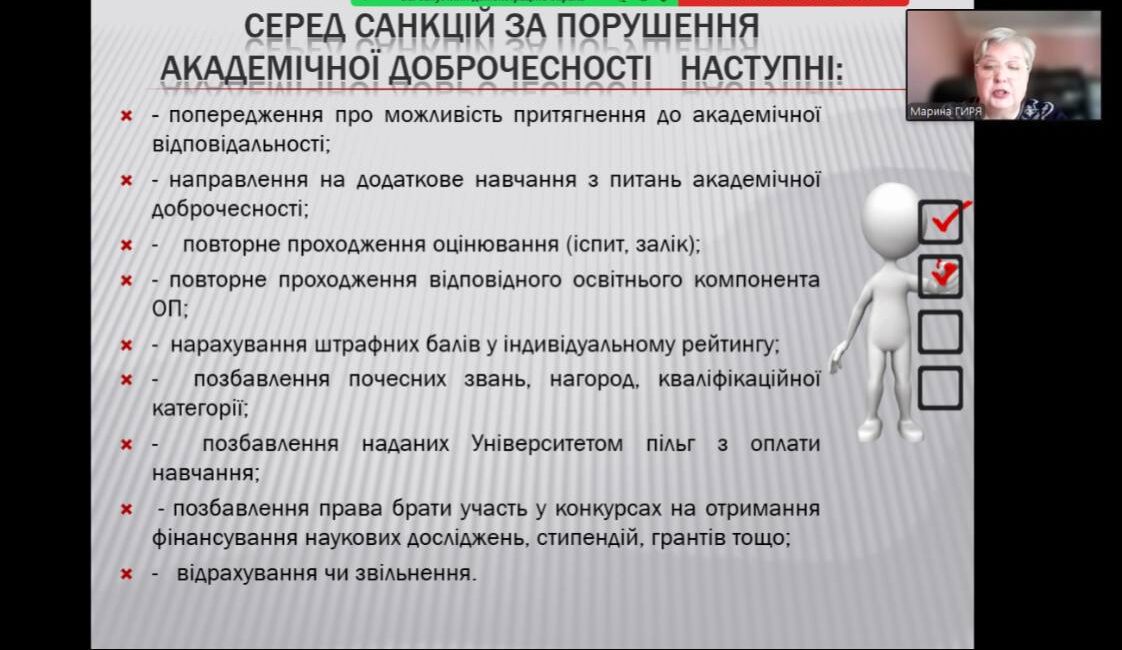 СЕРЕД САНКЦІЙ ЗА ПОРУШЕННЯ
АКАДЕМІЧНОЇ ДОБРОЧЕСНОСТІ НАСТУПНІ:
Марина ГИРЯ
- попередження про можливість притягнення до академічної
відповідальності;
- направлення на додаткове навчання з питань академічної
доброчесності;
- повторне проходження оцінювання (іспит, залік);
- повторне проходження відповідного освітнього компонента
ОП;
- нарахування штрафних балів у індивідуальному рейтингу;
- позбавлення почесних звань, нагород, кваліфікаційної
категорії;
- позбавлення наданих Університетом пільг з оплати
навчання;
- позбавлення права брати участь у конкурсах на отримання
фінансування наукових досліджень, стипендій, грантів тощо;
- відрахування чи звільнення.